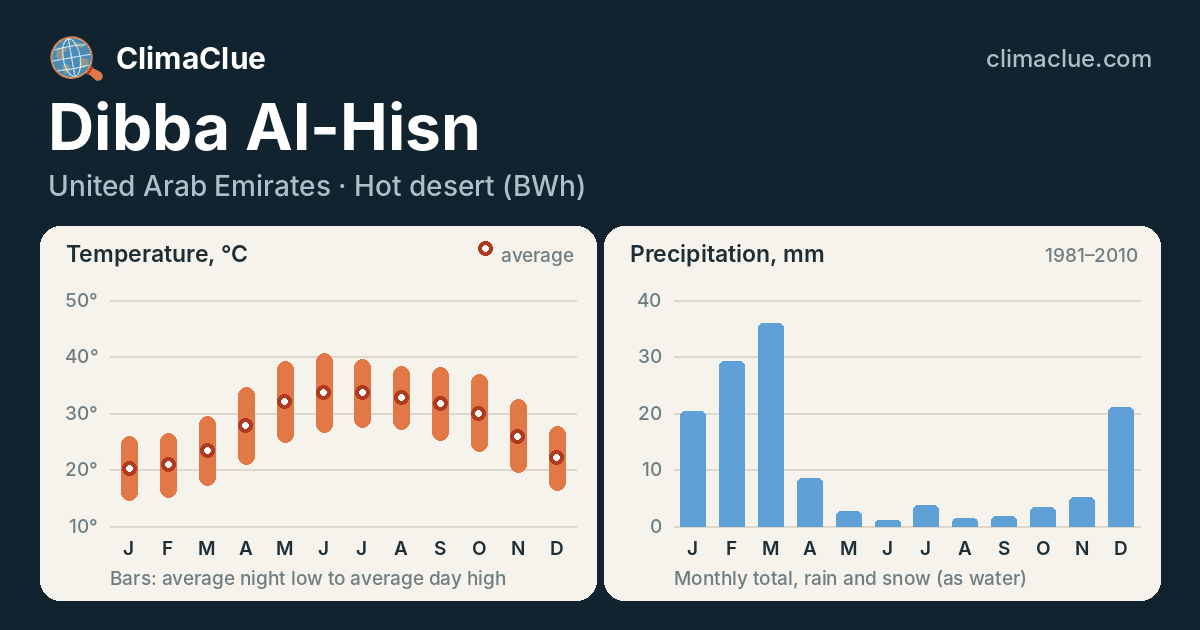 ClimaClue
climaclue.com
Dibba Al-Hisn
United Arab Emirates · Hot desert (BWh)
Temperature, °C
average
50°
40°
30°
20°
10°
J F M A M J J A S O N D
Bars: average night low to average day high
Precipitation, mm
1981–2010
40
30
20
10
0
J F M A M J J A S O N D
Monthly total, rain and snow (as water)